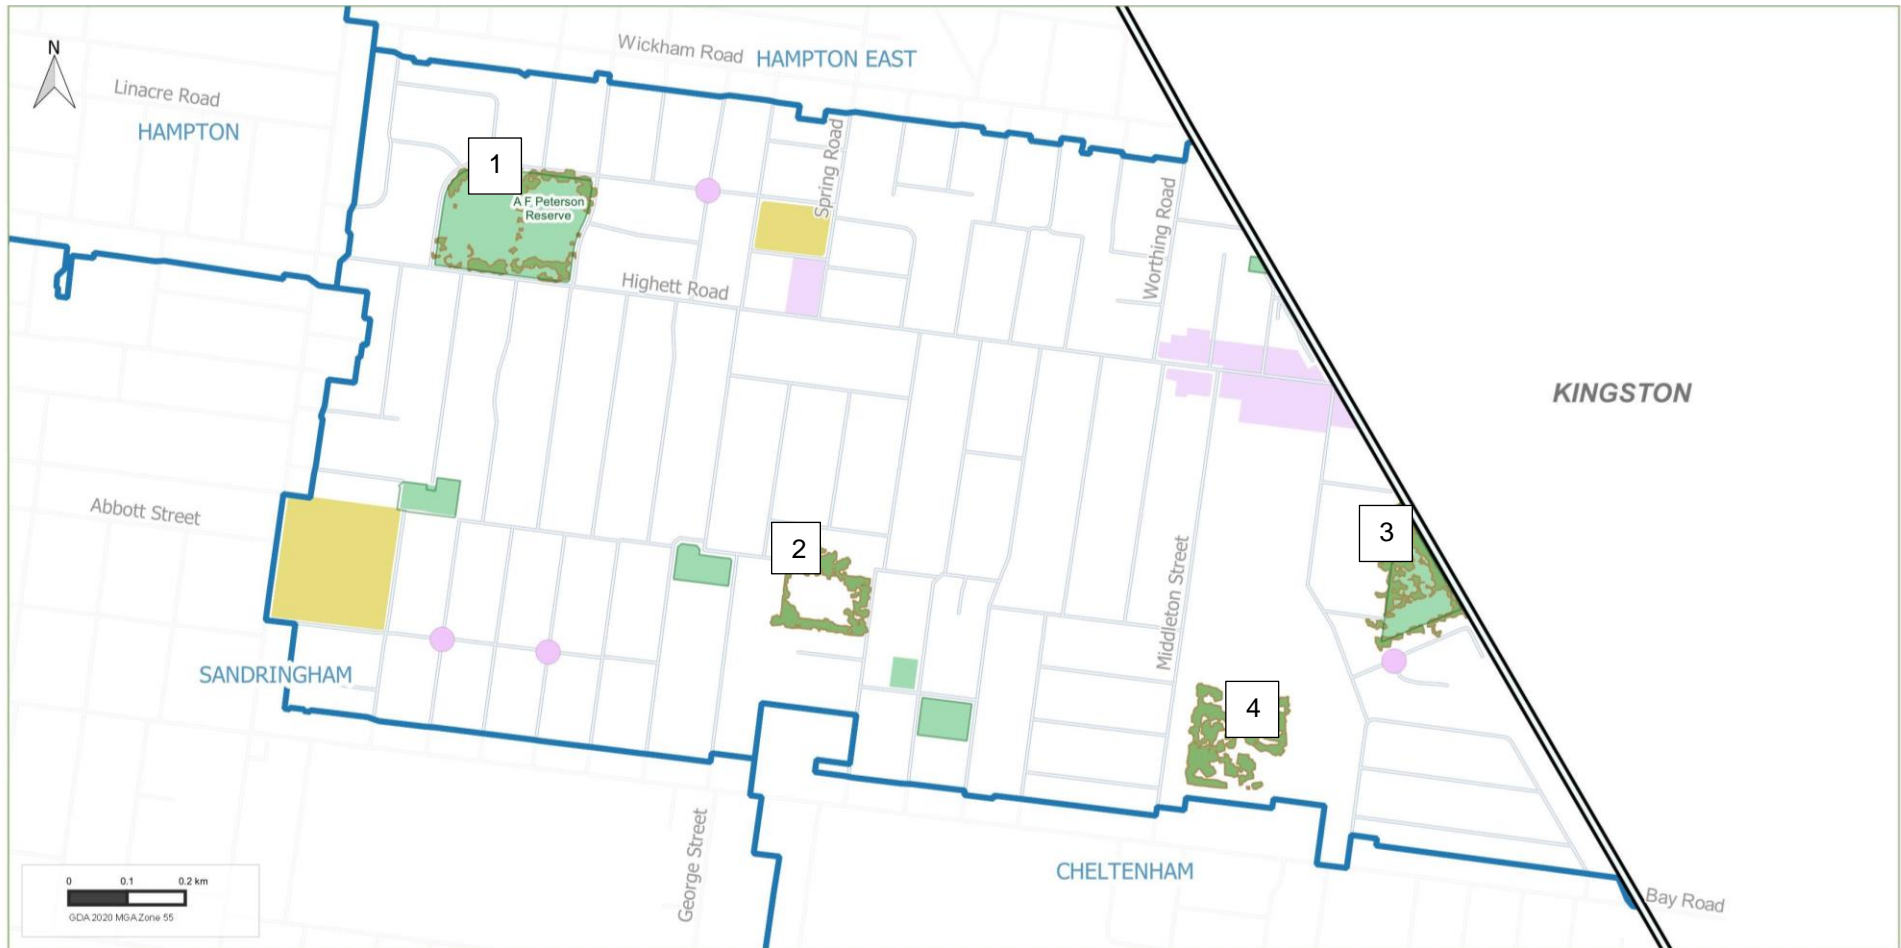 N
Wickham Road
HAMPTON EAST
Linacre Road
HAMPTON
Spring Road
1
A F Peterson
Reserve
Worthing Road
Highett Road
KINGSTON
Abbott Street
2
3
Middleton Street
SANDRINGHAM
4
George Street
CHELTENHAM
0 0.1 0.2 km
GDA 2020 MGA Zone 55
Bay Road